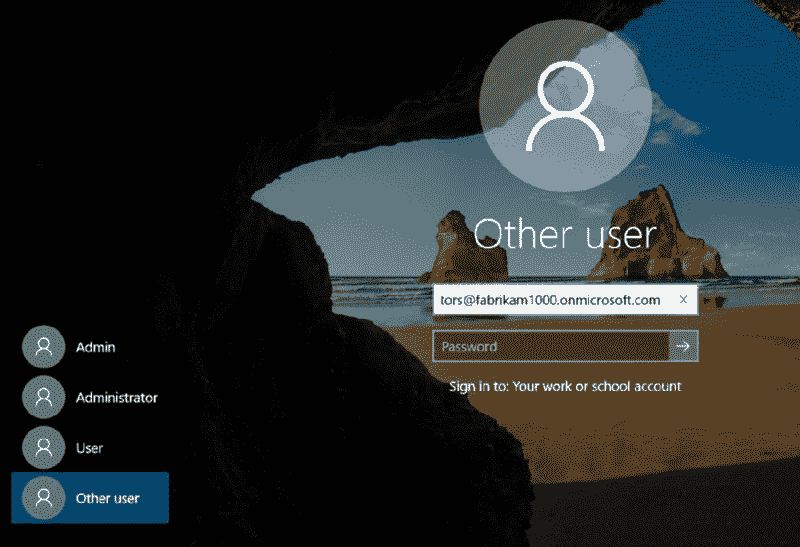 Other user
tors@fabrikam1000.onmicrosoft.com
Password
Sign in to: Your work or school account
Admin
Administrator
User
Other user